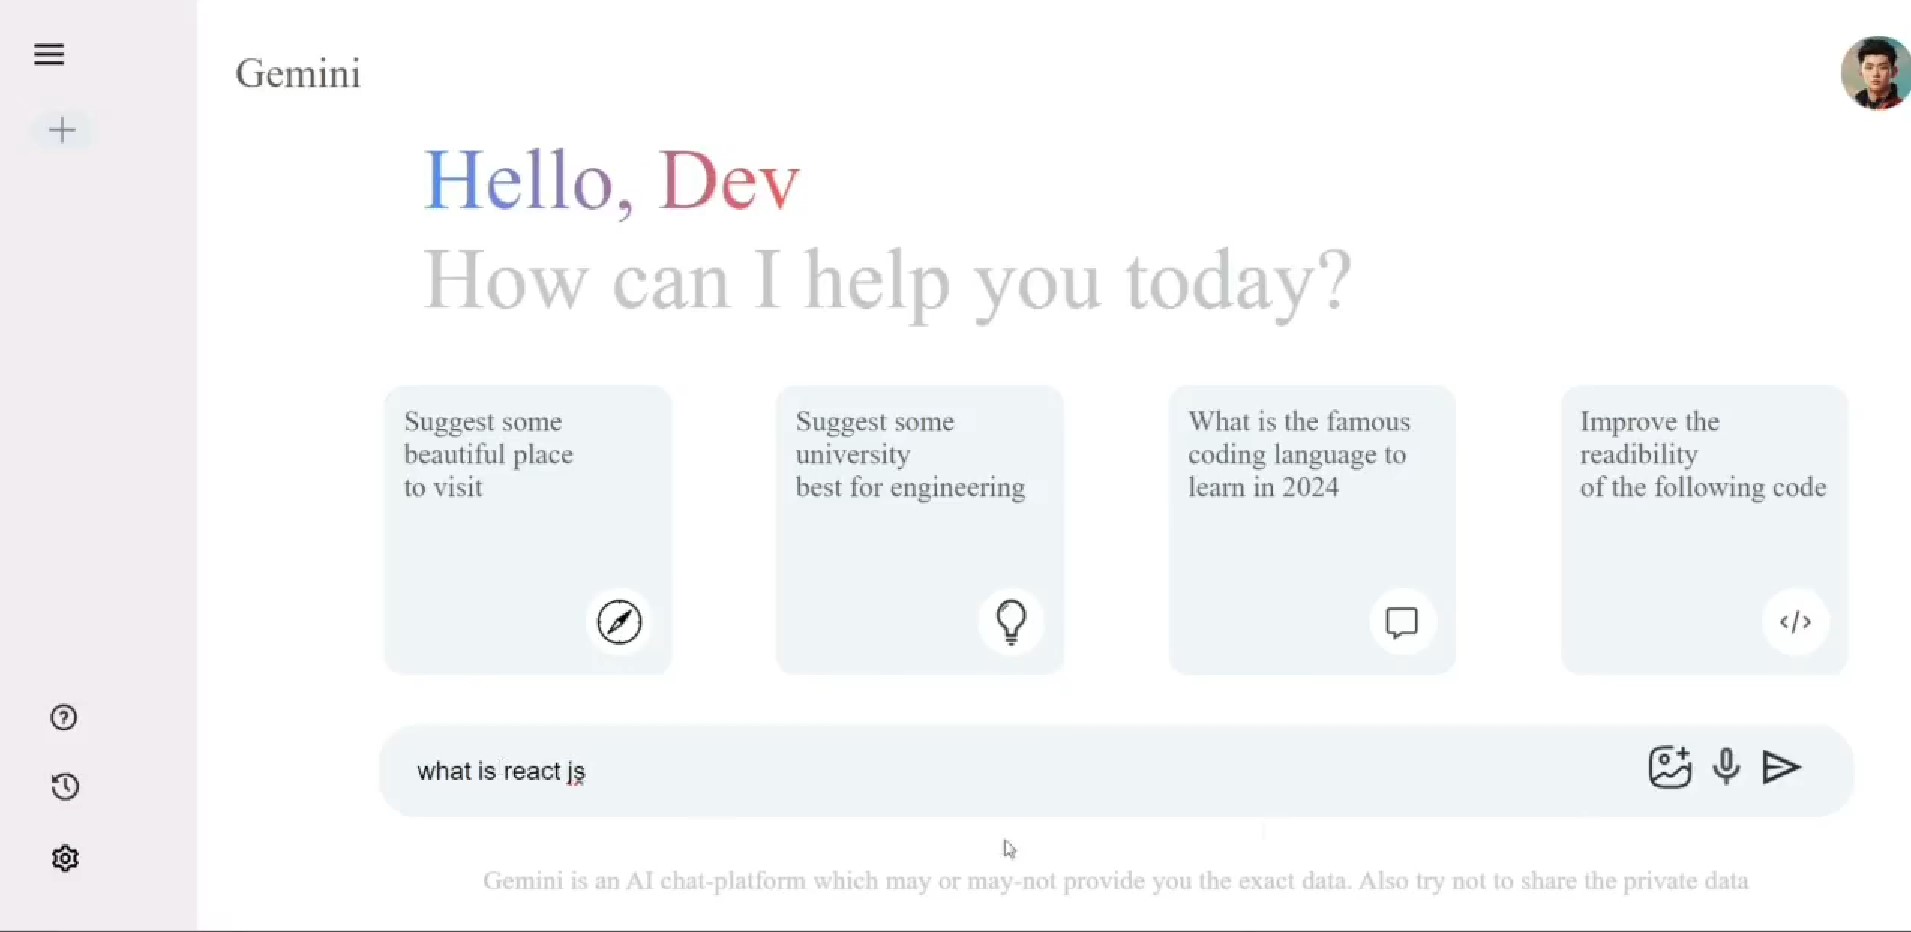 Gemini
Hello, Dev
How can I help you today?
Suggest some
beautiful place
to visit
Suggest some
university
best for engineering
What is the famous
coding language to
learn in 2024
Improve the
readibility
of the following code
what is react js
Gemini is an AI chat-platform which may or may-not provide you the exact data. Also try not to share the private data